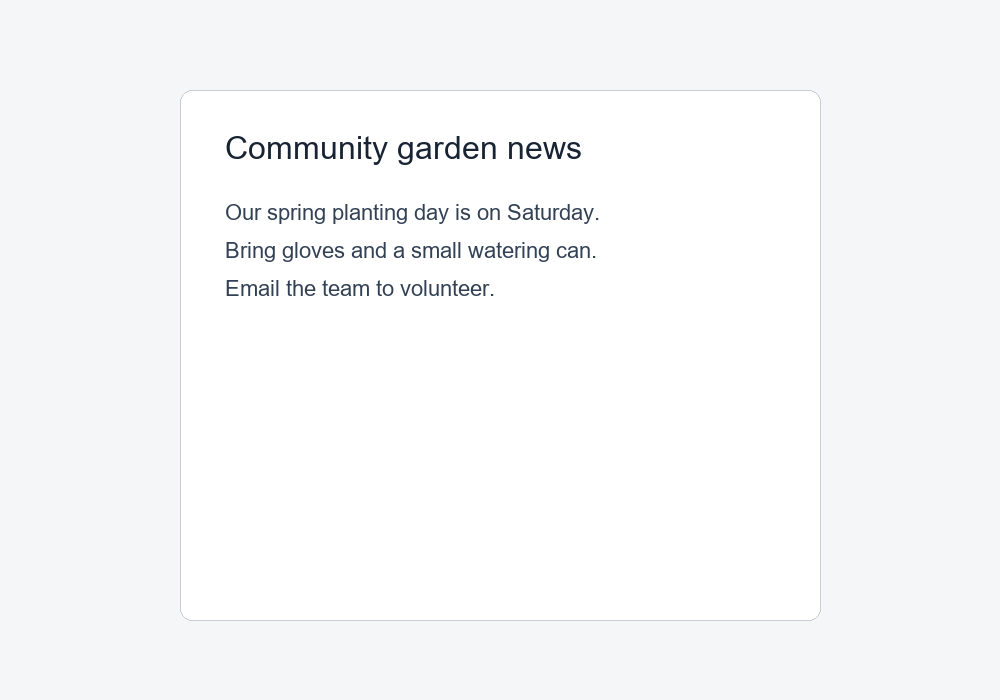 Community garden news
Our spring planting day is on Saturday.
Bring gloves and a small watering can.
Email the team to volunteer.